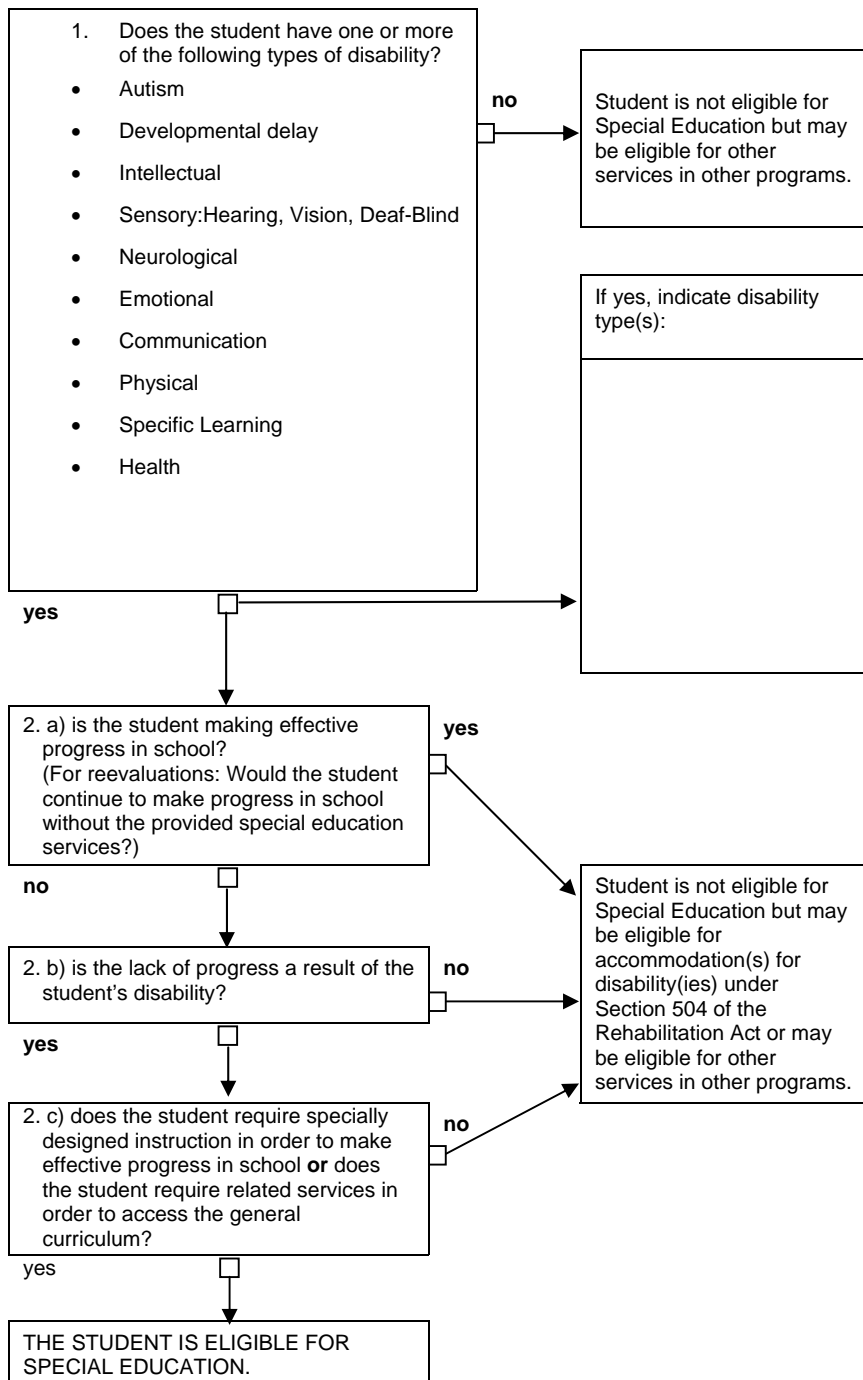 1. Does the student have one or more
of the following types of disability?
• Autism
• Developmental delay
• Intellectual
• Sensory:Hearing, Vision, Deaf-Blind
• Neurological
• Emotional
• Communication
• Physical
• Specific Learning
• Health
no
Student is not eligible for
Special Education but may
be eligible for other
services in other programs.
If yes, indicate disability
type(s):
yes
2. a) is the student making effective
progress in school?
(For reevaluations: Would the student
continue to make progress in school
without the provided special education
services?)
yes
no
2. b) is the lack of progress a result of the
student's disability?
no
yes
Student is not eligible for
Special Education but may
be eligible for
accommodation(s) for
disability(ies) under
Section 504 of the
Rehabilitation Act or may
be eligible for other
services in other programs.
2. c) does the student require specially
designed instruction in order to make
effective progress in school or does
the student require related services in
order to access the general
curriculum?
no
yes
THE STUDENT IS ELIGIBLE FOR
SPECIAL EDUCATION.